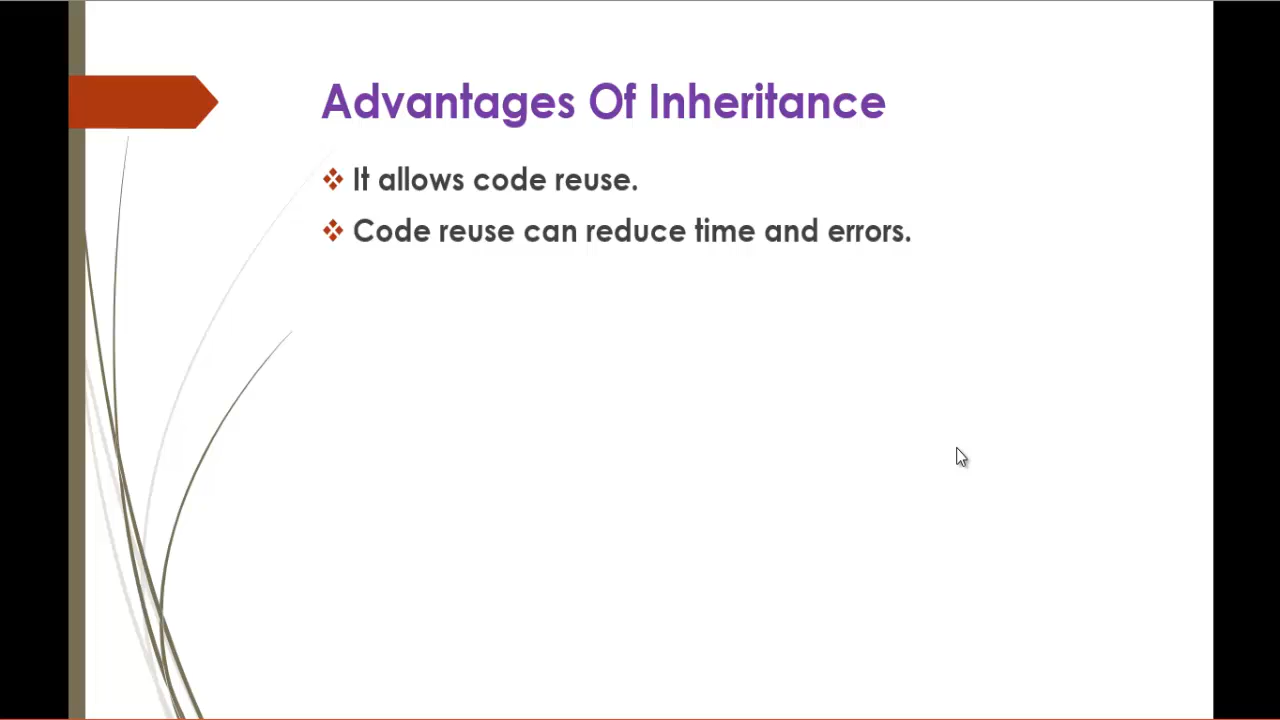 Advantages Of Inheritance
It allows code reuse.
Code reuse can reduce time and errors.